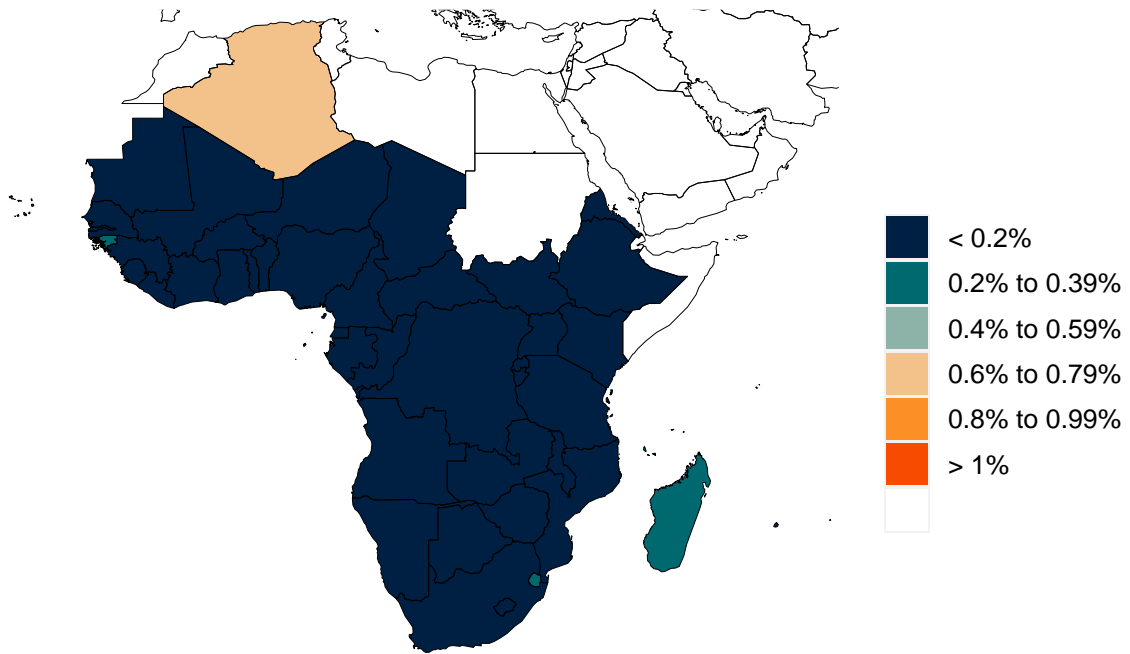 < 0.2%
0.2% to 0.39%
0.4% to 0.59%
0.6% to 0.79%
0.8% to 0.99%
> 1%